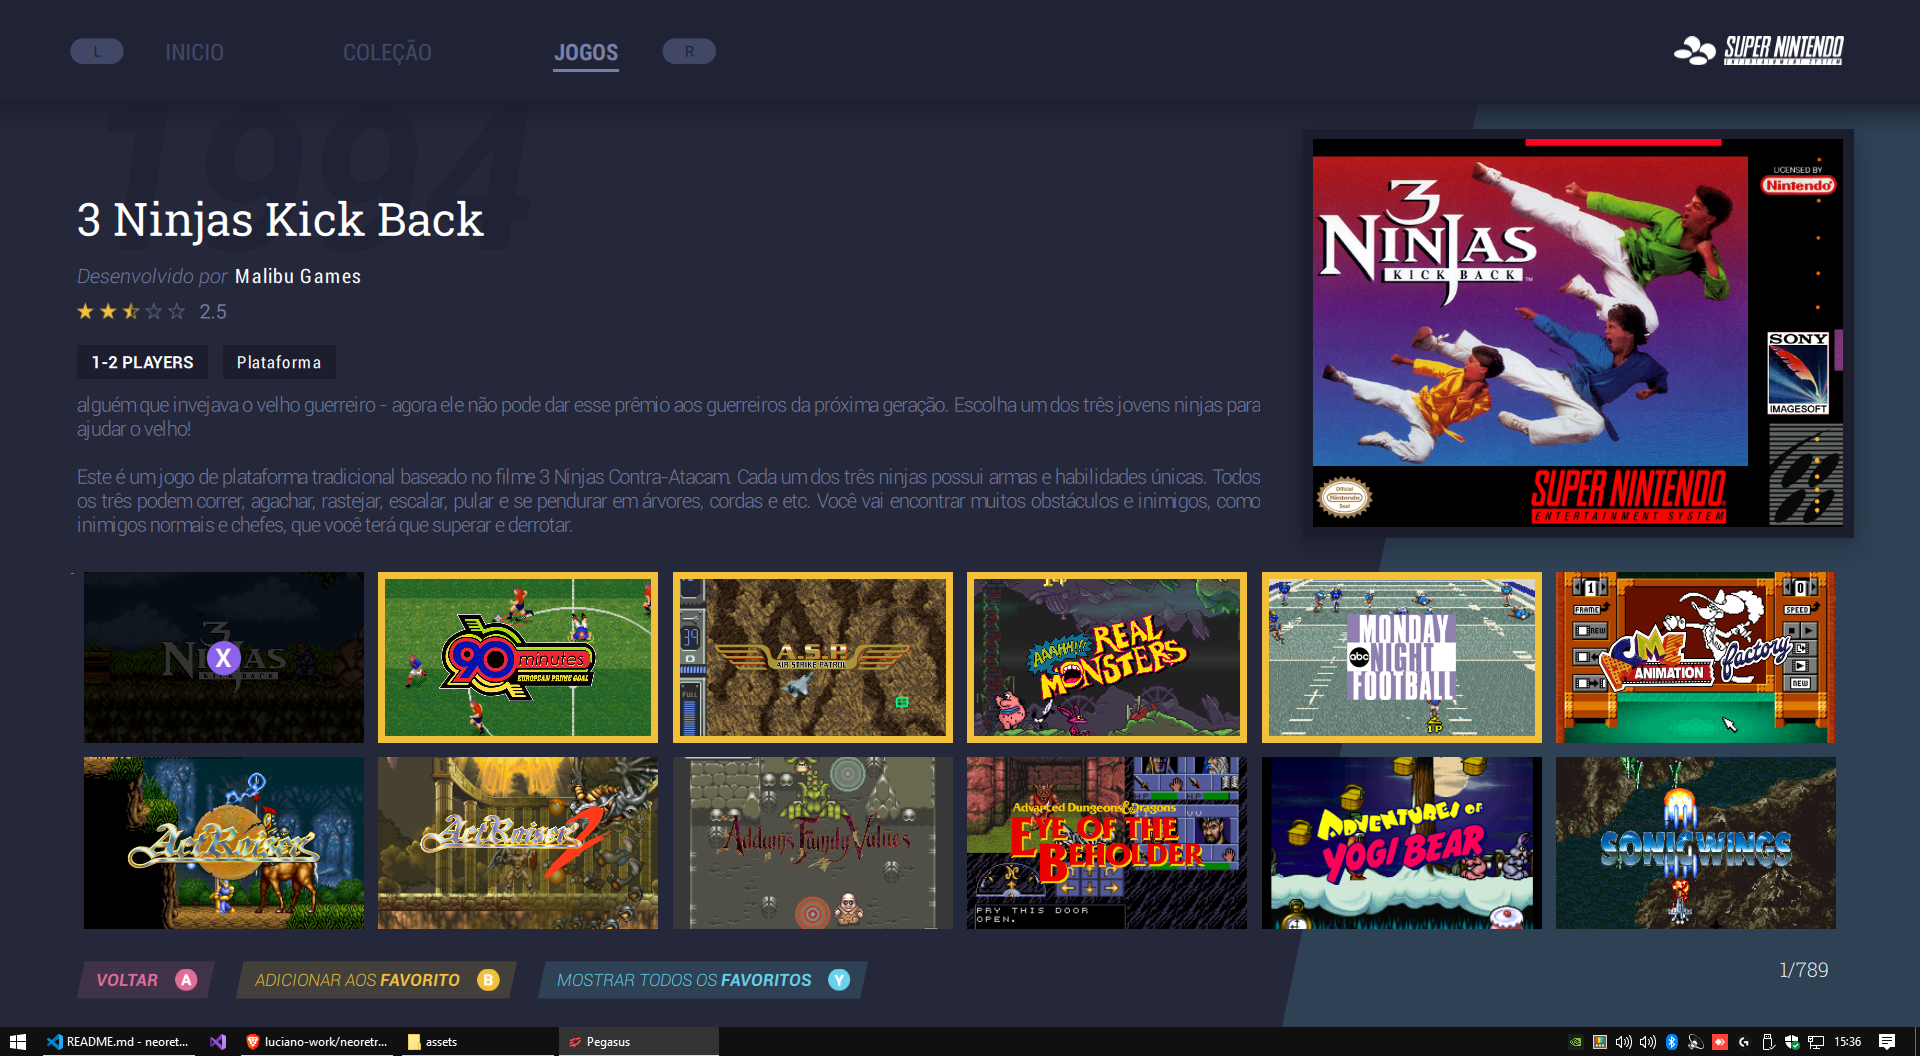 L
INICIO
COLEÇÃO
JOGOS
R
SUPER NINTENDO
ENTERTAINMENT SYSTEM
1994
3 Ninjas Kick Back
Desenvolvido por Malibu Games
2.5
1-2 PLAYERS
Plataforma
alguém que invejava o velho guerreiro - agora ele não pode dar esse prêmio aos guerreiros da próxima geração. Escolha um dos três jovens ninjas para
ajudar o velho!
Este é um jogo de plataforma tradicional baseado no filme 3 Ninjas Contra-Atacam. Cada um dos três ninjas possui armas e habilidades únicas. Todos
os três podem correr, agachar, rastejar, escalar, pular e se pendurar em árvores, cordas e etc. Você vai encontrar muitos obstáculos e inimigos, como
inimigos normais e chefes, que você terá que superar e derrotar.
3
NINJAS
KICK BACK
TM
LICENSED BY
Nintendo
SONY
IMAGESOFT
Official
Nintendo
Seal
SUPER NINTENDO
ENTERTAINMENT SYSTEM
3
NINJAS
KICK BACK
X
90
minutes
EUROPEAN PRIME GOAL
39
FULL
A.S.P
AIR STRIKE PATROL
1up
AAAHH!!!
REAL
MONSTERS
abc
MONDAY
NIGHT
FOOTBALL
1P
1
0
FRAME
SPEED
NEW
NEW
ACME
ANIMATION
factory
ActRaiser
ActRaiser 2
Addams Family Values
Advanced Dungeons & Dragons
EYE OF THE
BEHOLDER
PRY THIS DOOR
OPEN.
ADVENTURES OF
YOGI BEAR
SONIC WINGS
VOLTAR A
ADICIONAR AOS FAVORITO B
MOSTRAR TODOS OS FAVORITOS Y
1/789
README.md - neoret...
luciano-work/neoretr...
assets
Pegasus
15:36